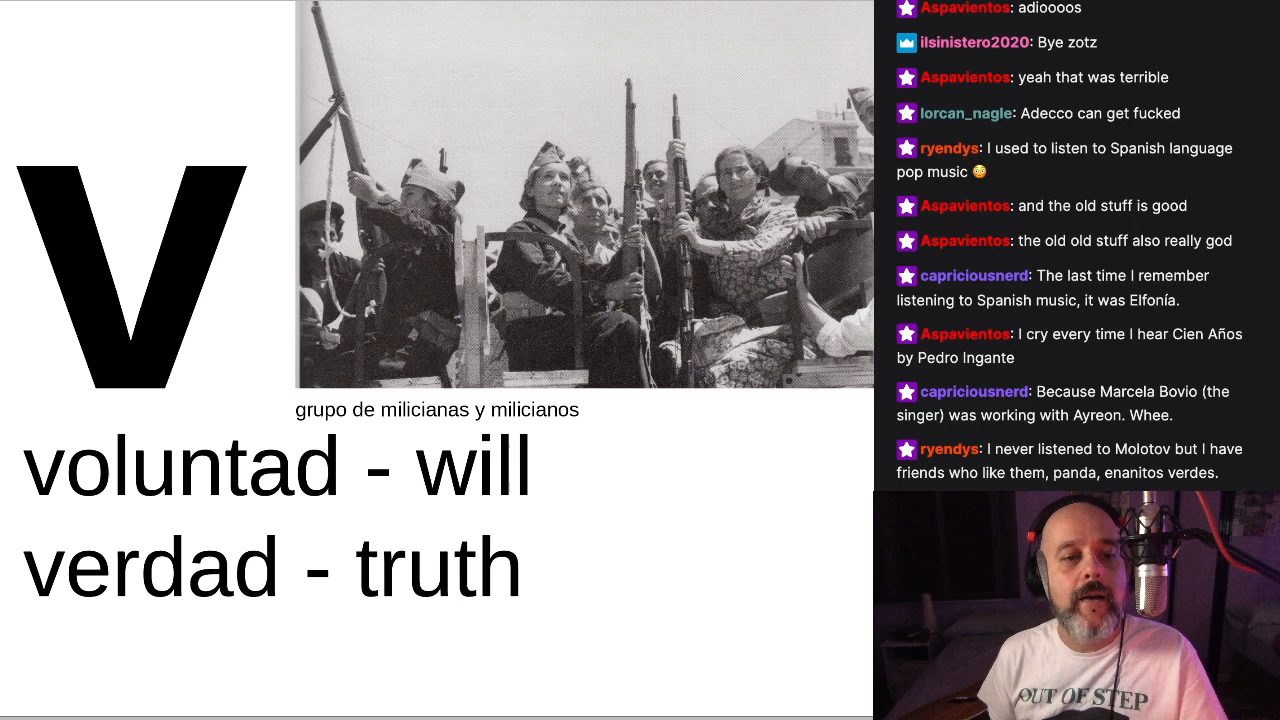 V
grupo de milicianas y milicianos
voluntad - will
verdad - truth
Aspavientos: adioooos
ilsinistero2020: Bye zotz
Aspavientos: yeah that was terrible
lorcan_nagle: Adecco can get fucked
ryendys: I used to listen to Spanish language
pop music 😳
Aspavientos: and the old stuff is good
Aspavientos: the old old stuff also really god
capriciousnerd: The last time I remember
listening to Spanish music, it was Elfonía.
Aspavientos: I cry every time I hear Cien Años
by Pedro Ingante
capriciousnerd: Because Marcela Bovio (the
singer) was working with Ayreon. Whee.
ryendys: I never listened to Molotov but I have
friends who like them, panda, enanitos verdes.
OUT OF STEP